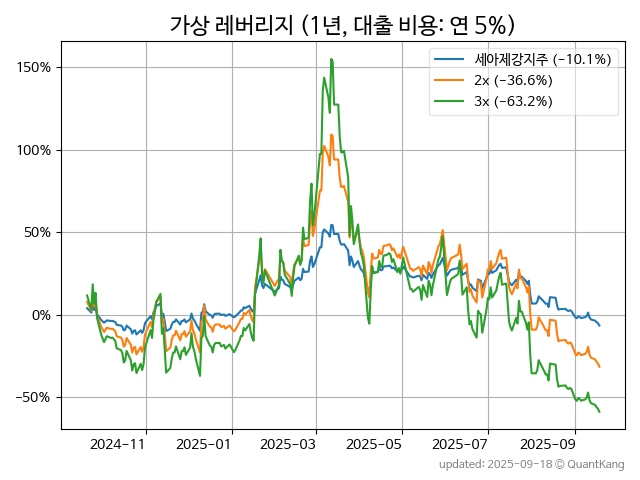 가상 레버리지 (1년, 대출 비용: 연 5%)
세아제강지주 (−10.1%)
2x (−36.6%)
3x (−63.2%)
150%
100%
50%
0%
−50%
2024−11 2025−01 2025−03 2025−05 2025−07 2025−09
updated: 2025-09-18 © QuantKang